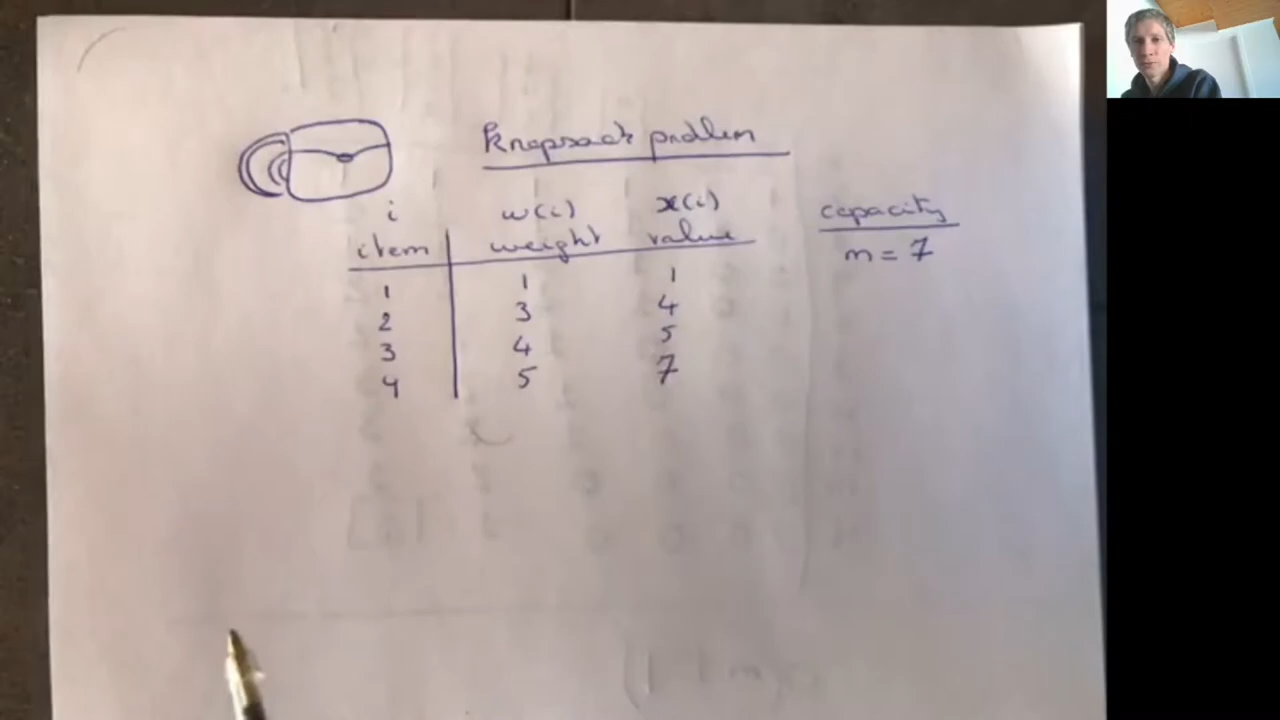 Knapsack problem
i w(i) x(i) capacity
item weight value m = 7
1 1 1
2 3 4
3 4 5
4 5 7